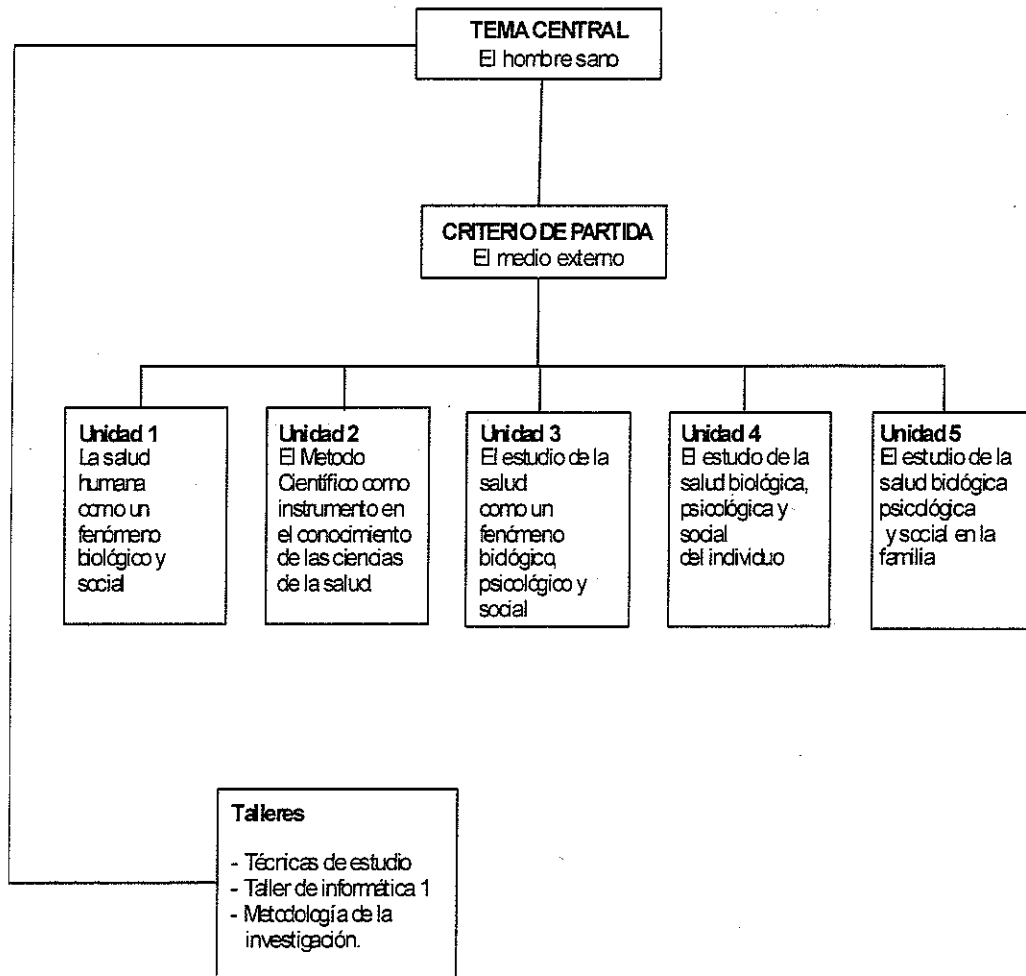 TEMA CENTRAL
El hombre sano
CRITERIO DE PARTIDA
El medio externo
Unidad 1
La salud
humana
como un
fenómeno
biológico y
social
Unidad 2
El Metodo
Científico como
instrumento en
el conocimiento
de las ciencias
de la salud.
Unidad 3
El estudio de la
salud
como un
fenómeno
biológico,
psicológico y
social
Unidad 4
El estudio de la
salud biológica,
psicológica y
social
del individuo
Unidad 5
El estudio de la
salud biológica
psicológica
y social en la
familia
Talleres
- Técnicas de estudio
- Taller de informática 1
- Metodología de la
investigación.